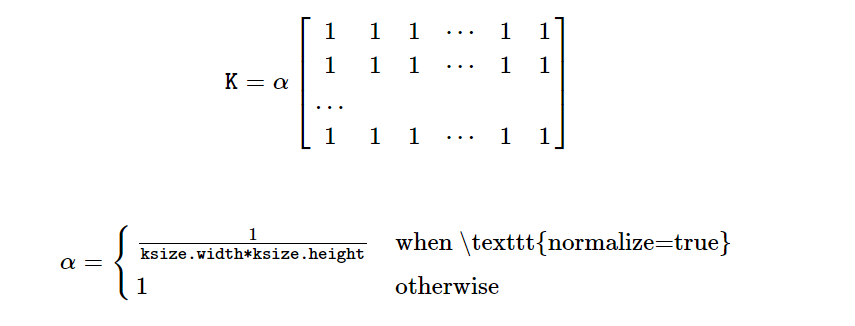 K = α [ 1 1 1 ⋯ 1 1
1 1 1 ⋯ 1 1
⋯
1 1 1 ⋯ 1 1 ]
α = { 1/ksize.width*ksize.height when \texttt{normalize=true}
1 otherwise